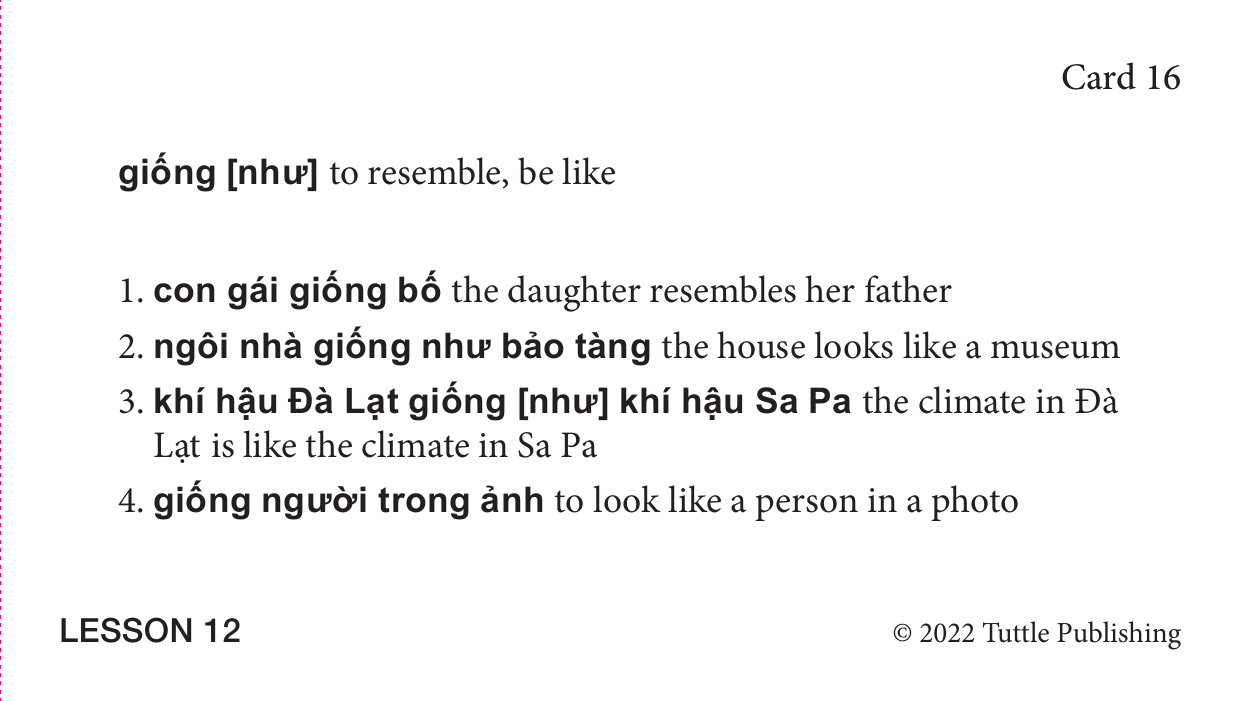 Card 16
giống [như] to resemble, be like
1. con gái giống bố the daughter resembles her father
2. ngôi nhà giống như bảo tàng the house looks like a museum
3. khí hậu Đà Lạt giống [như] khí hậu Sa Pa the climate in Đà
Lạt is like the climate in Sa Pa
4. giống người trong ảnh to look like a person in a photo
LESSON 12
© 2022 Tuttle Publishing